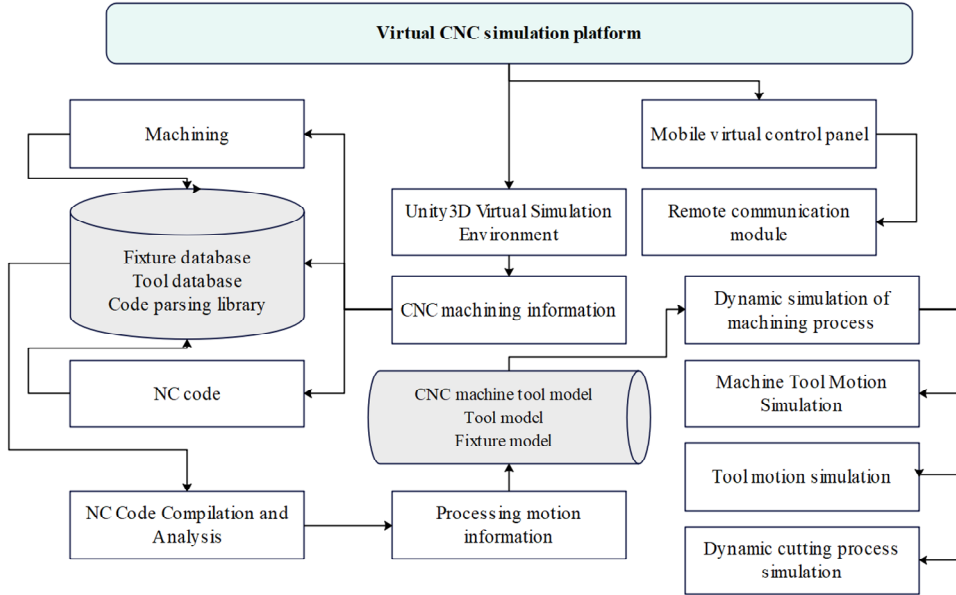 Virtual CNC simulation platform
Machining
Mobile virtual control panel
Unity3D Virtual Simulation
Environment
Remote communication
module
Fixture database
Tool database
Code parsing library
CNC machining information
Dynamic simulation of
machining process
NC code
CNC machine tool model
Tool model
Fixture model
Machine Tool Motion
Simulation
Tool motion simulation
NC Code Compilation and
Analysis
Processing motion
information
Dynamic cutting process
simulation